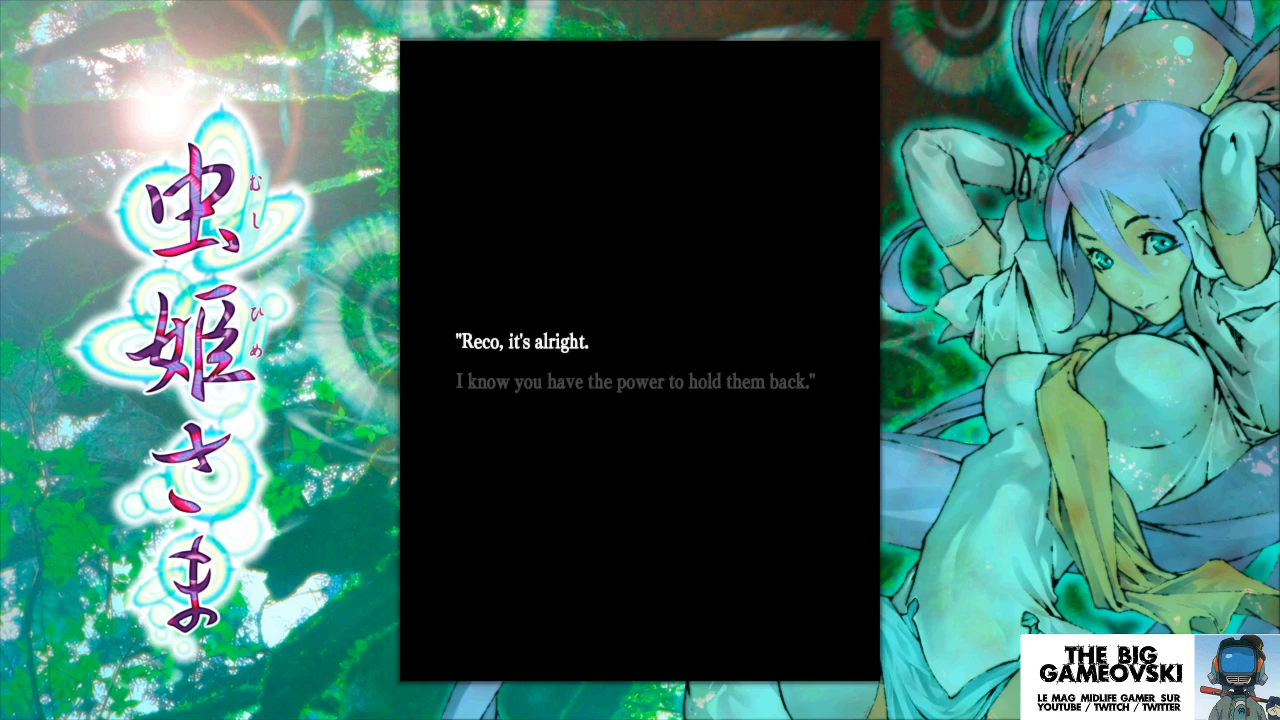 虫姫さま
むし
ひめ
"Reco, it's alright.
I know you have the power to hold them back."
THE BIG
GAMEOVSKI
LE MAG MIDLIFE GAMER SUR
YOUTUBE / TWITCH / TWITTER